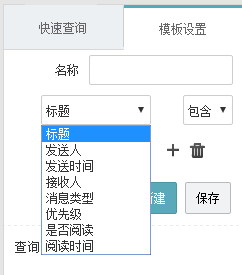 快速查询 模板设置
名称
标题 包含
标题
发送人
发送时间
接收人
消息类型
优先级
是否阅读
阅读时间
建 保存
查询